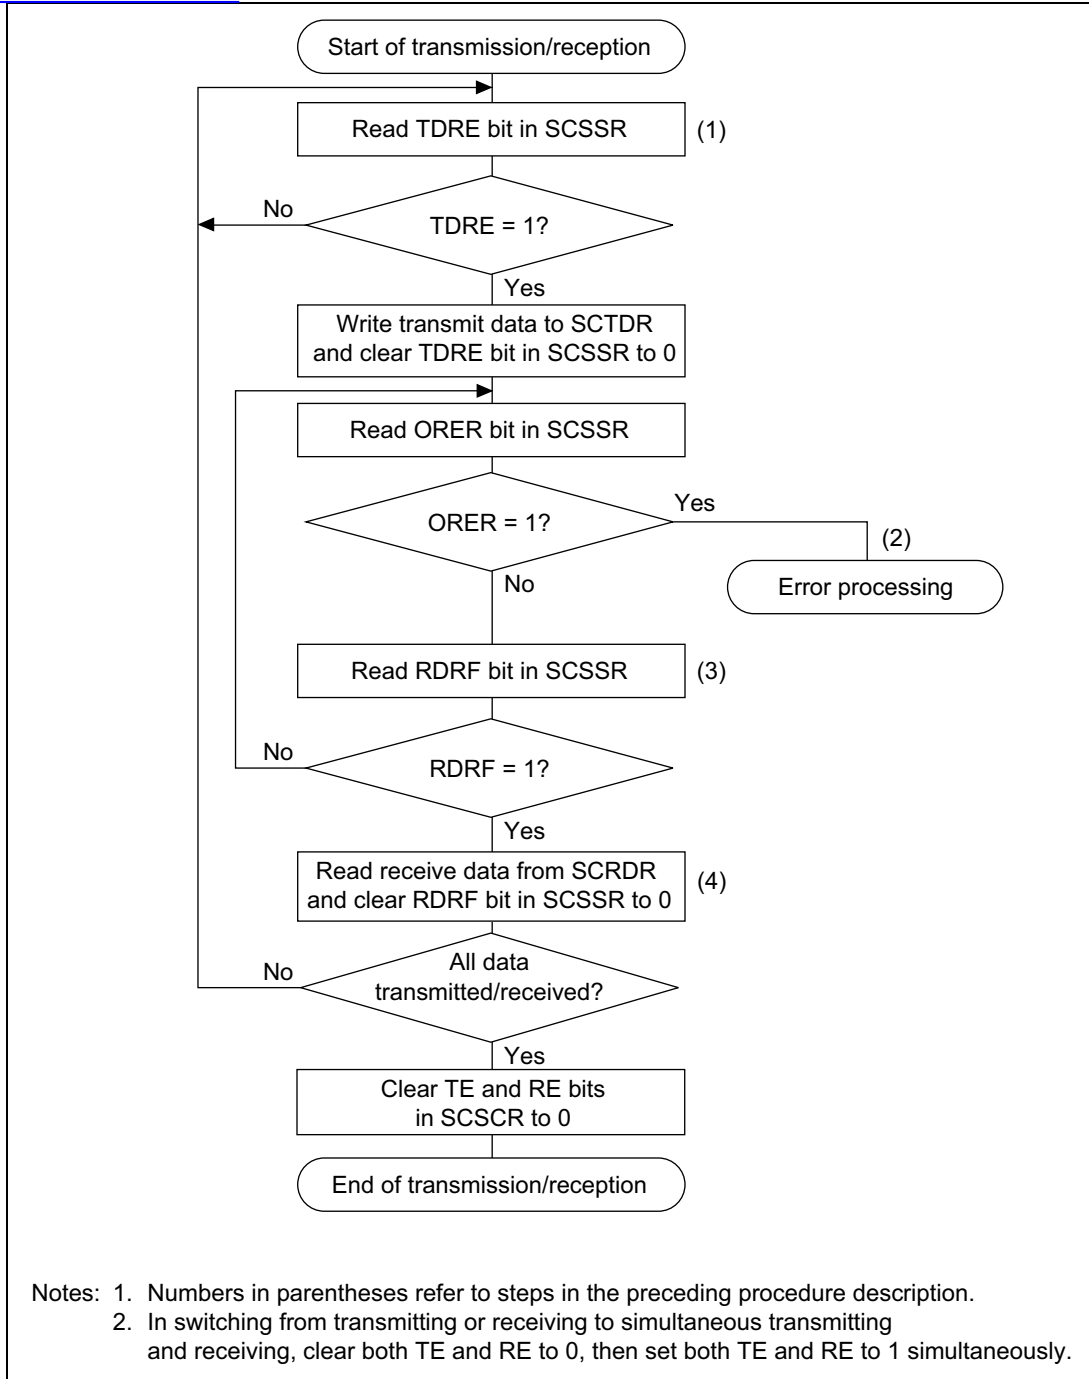 Start of transmission/reception
Read TDRE bit in SCSSR
(1)
No
TDRE = 1?
Yes
Write transmit data to SCTDR
and clear TDRE bit in SCSSR to 0
Read ORER bit in SCSSR
ORER = 1?
Yes
(2)
Error processing
No
Read RDRF bit in SCSSR
(3)
No
RDRF = 1?
Yes
Read receive data from SCRDR
and clear RDRF bit in SCSSR to 0
(4)
No
All data
transmitted/received?
Yes
Clear TE and RE bits
in SCSCR to 0
End of transmission/reception
Notes: 1. Numbers in parentheses refer to steps in the preceding procedure description.
2. In switching from transmitting or receiving to simultaneous transmitting
and receiving, clear both TE and RE to 0, then set both TE and RE to 1 simultaneously.